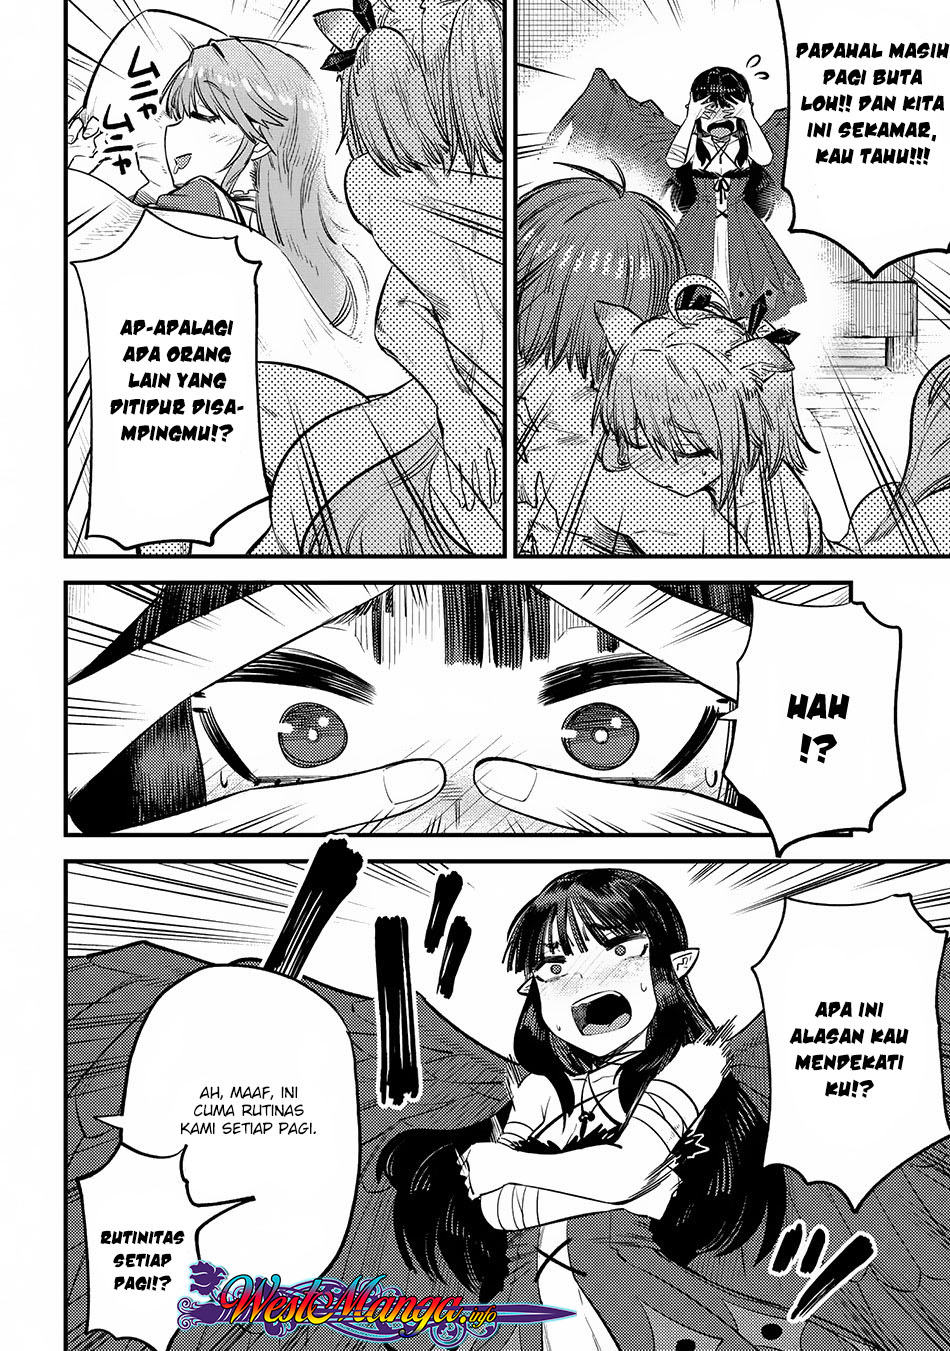 PADAHAL MASIH
PAGI BUTA
LOH!! DAN KITA
INI SEKAMAR,
KAU TAHU!!!
ムニャ
ムニャ
AP-APALAGI
ADA ORANG
LAIN YANG
DITIDUR DISA-
MPINGMU!?
HAH
!?
APA INI
ALASAN KAU
MENDEKATI
KU!?
AH, MAAF, INI
CUMA RUTINAS
KAMI SETIAP PAGI.
RUTINITAS
SETIAP
PAGI!?
WestManga.info